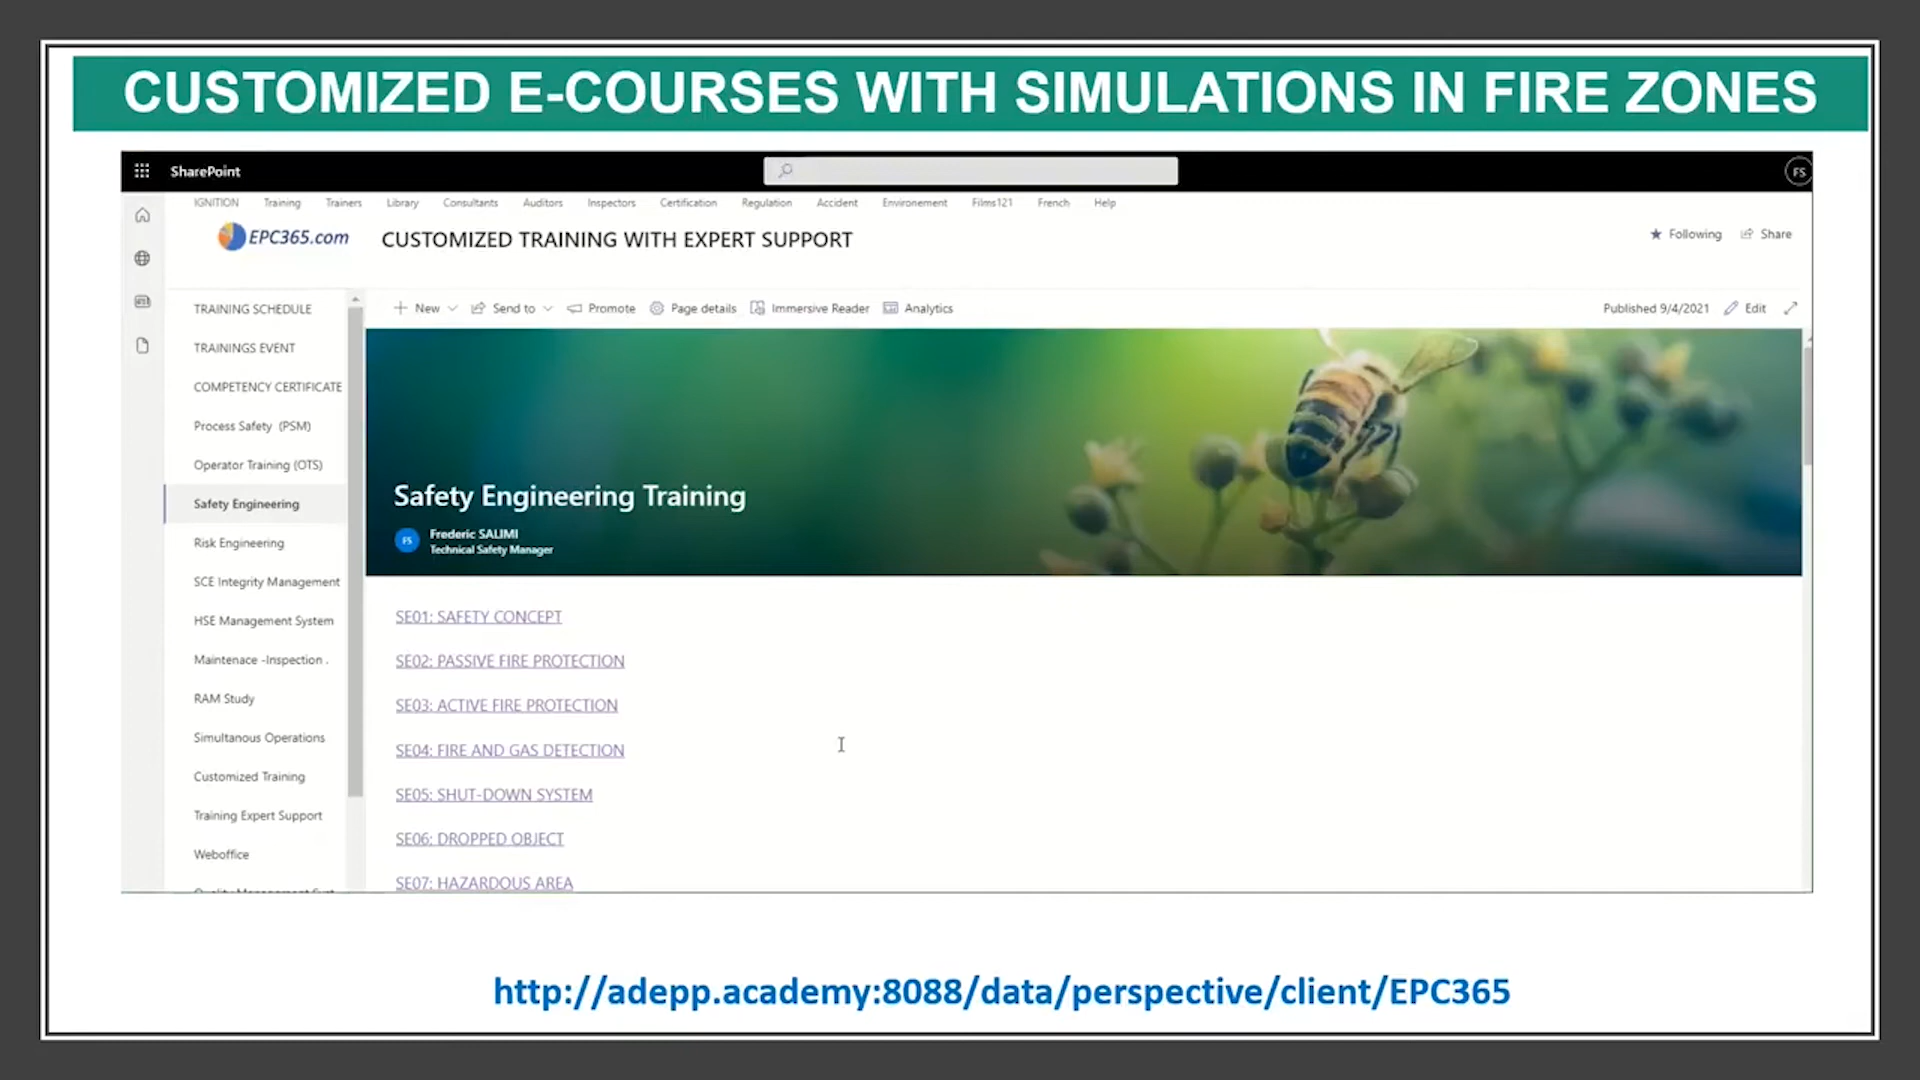 CUSTOMIZED E-COURSES WITH SIMULATIONS IN FIRE ZONES
SharePoint
FS
IGNITION Training Trainers Library Consultants Auditors Inspectors Certification Regulation Accident Environement Films121 French Help
EPC365.com
CUSTOMIZED TRAINING WITH EXPERT SUPPORT
Following Share
New Send to Promote Page details Immersive Reader Analytics
Published 9/4/2021 Edit
TRAINING SCHEDULE
TRAININGS EVENT
COMPETENCY CERTIFICATE
Process Safety (PSM)
Operator Training (OTS)
Safety Engineering
Risk Engineering
SCE Integrity Management
HSE Management System
Maintenace -Inspection .
RAM Study
Simultanous Operations
Customized Training
Training Expert Support
Weboffice
Safety Engineering Training
FS
Frederic SALIMI
Technical Safety Manager
SE01: SAFETY CONCEPT
SE02: PASSIVE FIRE PROTECTION
SE03: ACTIVE FIRE PROTECTION
SE04: FIRE AND GAS DETECTION
SE05: SHUT-DOWN SYSTEM
SE06: DROPPED OBJECT
SE07: HAZARDOUS AREA
http://adepp.academy:8088/data/perspective/client/EPC365